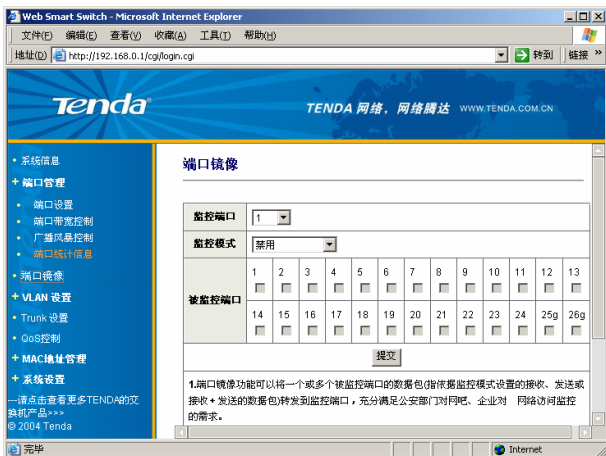 Web Smart Switch - Microsoft Internet Explorer
文件(F) 编辑(E) 查看(V) 收藏(A) 工具(T) 帮助(H)
地址(D) http://192.168.0.1/cgi/login.cgi 转到 链接 »
Tenda TENDA 网络，网络腾达 WWW.TENDA.COM.CN
系统信息
+ 端口管理
端口设置
端口带宽控制
广播风暴控制
端口统计信息
端口镜像
+ VLAN 设置
Trunk 设置
QoS控制
+ MAC地址管理
+ 系统设置
---请点击查看更多TENDA的交
换机产品>>>
© 2004 Tenda
端口镜像
监控端口 1
监控模式 禁用
被监控端口
1 2 3 4 5 6 7 8 9 10 11 12 13
14 15 16 17 18 19 20 21 22 23 24 25g 26g
提交
1.端口镜像功能可以将一个或多个被监控端口的数据包(指依据监控模式设置的接收、发送或
接收+发送的数据包)转发到监控端口，充分满足公安部门对网吧、企业对 网络访问监控
的需求。
完毕 Internet